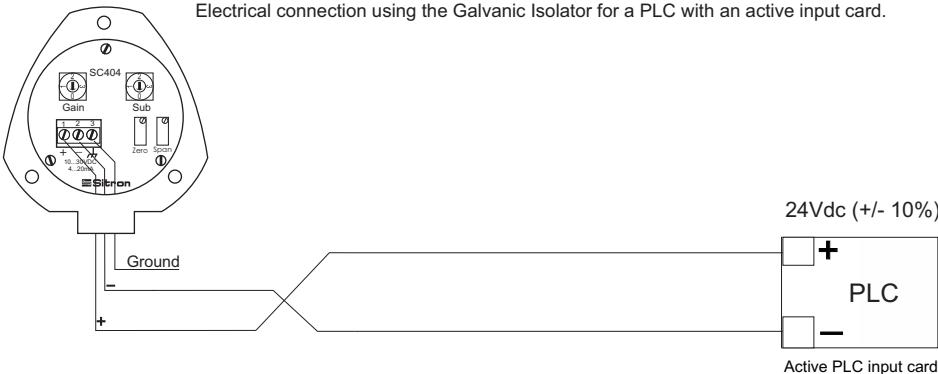 Electrical connection using the Galvanic Isolator for a PLC with an active input card.
SC404
Gain Sub
1 2 3
+ −
Zero Span
10...30VDC
4...20mA
Sitron
24Vdc (+/- 10%)
Ground
−
+
+
PLC
−
Active PLC input card